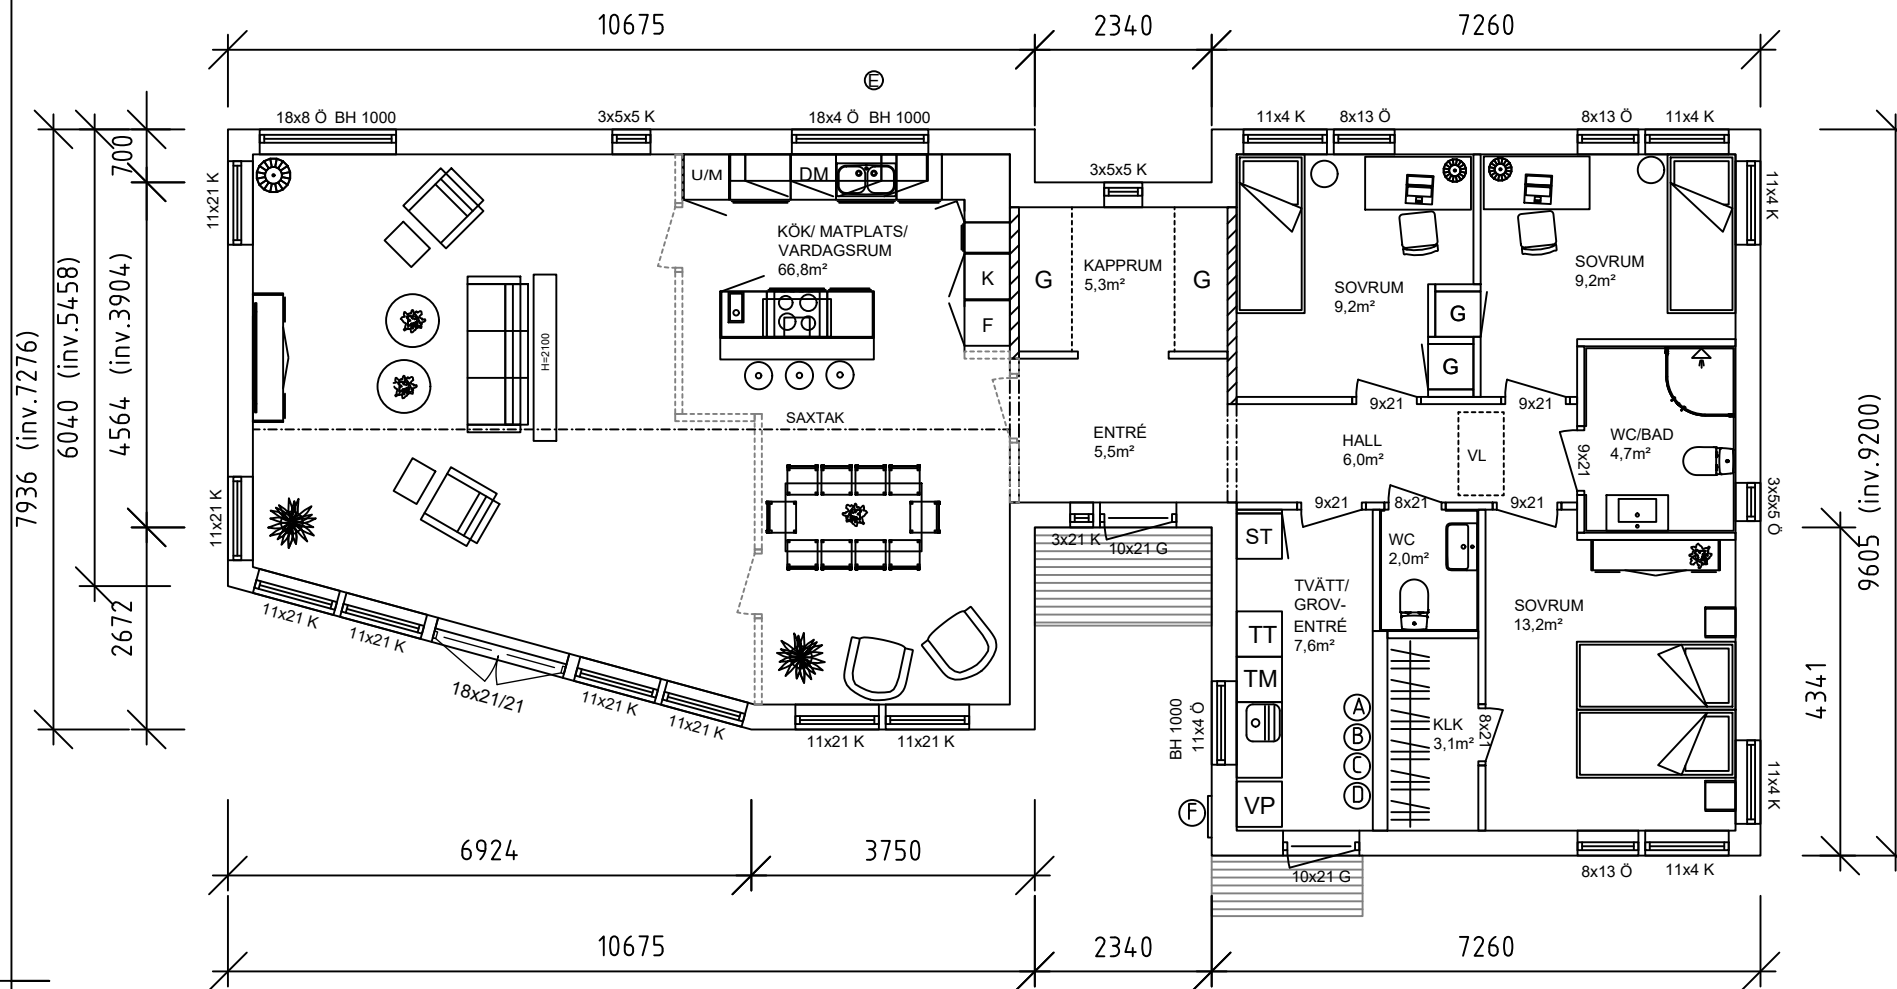 10675
2340
7260
E
18x8 Ö BH 1000
3x5x5 K
18x4 Ö BH 1000
11x4 K
8x13 Ö
8x13 Ö
11x4 K
3x5x5 K
700
11x21 K
11x4 K
U/M
DM
KÖK/ MATPLATS/
VARDAGSRUM
66,8m²
K
F
G
KAPPRUM
5,3m²
G
SOVRUM
9,2m²
SOVRUM
9,2m²
G
G
7936 (inv.7276)
6040 (inv.5458)
4564 (inv.3904)
H=2100
SAXTAK
9x21
9x21
ENTRÉ
5,5m²
HALL
6,0m²
VL
9x21
WC/BAD
4,7m²
9605 (inv.9200)
11x21 K
3x5x5 Ö
9x21
8x21
9x21
3x21 K
10x21 G
ST
WC
2,0m²
TVÄTT/
GROV-
ENTRÉ
7,6m²
SOVRUM
13,2m²
2672
11x21 K
11x21 K
18x21/21
11x21 K
11x21 K
11x21 K
11x21 K
TT
TM
BH 1000
11x4 Ö
A
B
C
D
KLK
3,1m²
8x21
4341
11x4 K
VP
F
10x21 G
8x13 Ö
11x4 K
6924
3750
10675
2340
7260